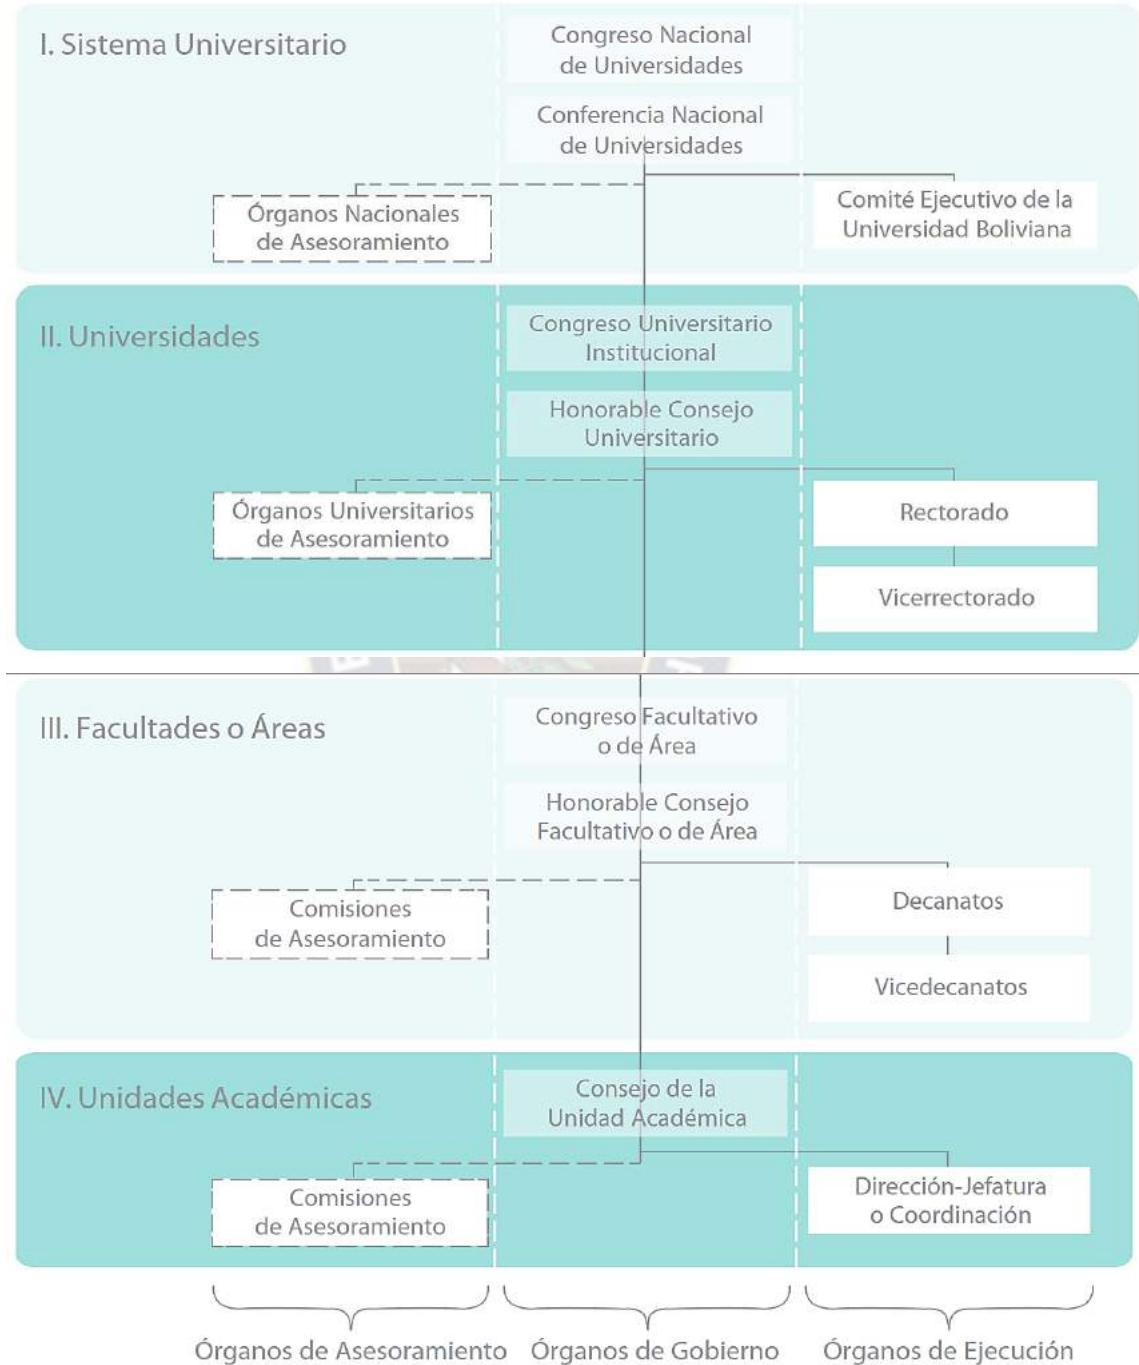 I. Sistema Universitario
Congreso Nacional
de Universidades
Conferencia Nacional
de Universidades
Órganos Nacionales
de Asesoramiento
Comité Ejecutivo de la
Universidad Boliviana
II. Universidades
Congreso Universitario
Institucional
Honorable Consejo
Universitario
Órganos Universitarios
de Asesoramiento
Rectorado
Vicerrectorado
III. Facultades o Áreas
Congreso Facultativo
o de Área
Honorable Consejo
Facultativo o de Área
Comisiones
de Asesoramiento
Decanatos
Vicedecanatos
IV. Unidades Académicas
Consejo de la
Unidad Académica
Comisiones
de Asesoramiento
Dirección-Jefatura
o Coordinación
Órganos de Asesoramiento
Órganos de Gobierno
Órganos de Ejecución